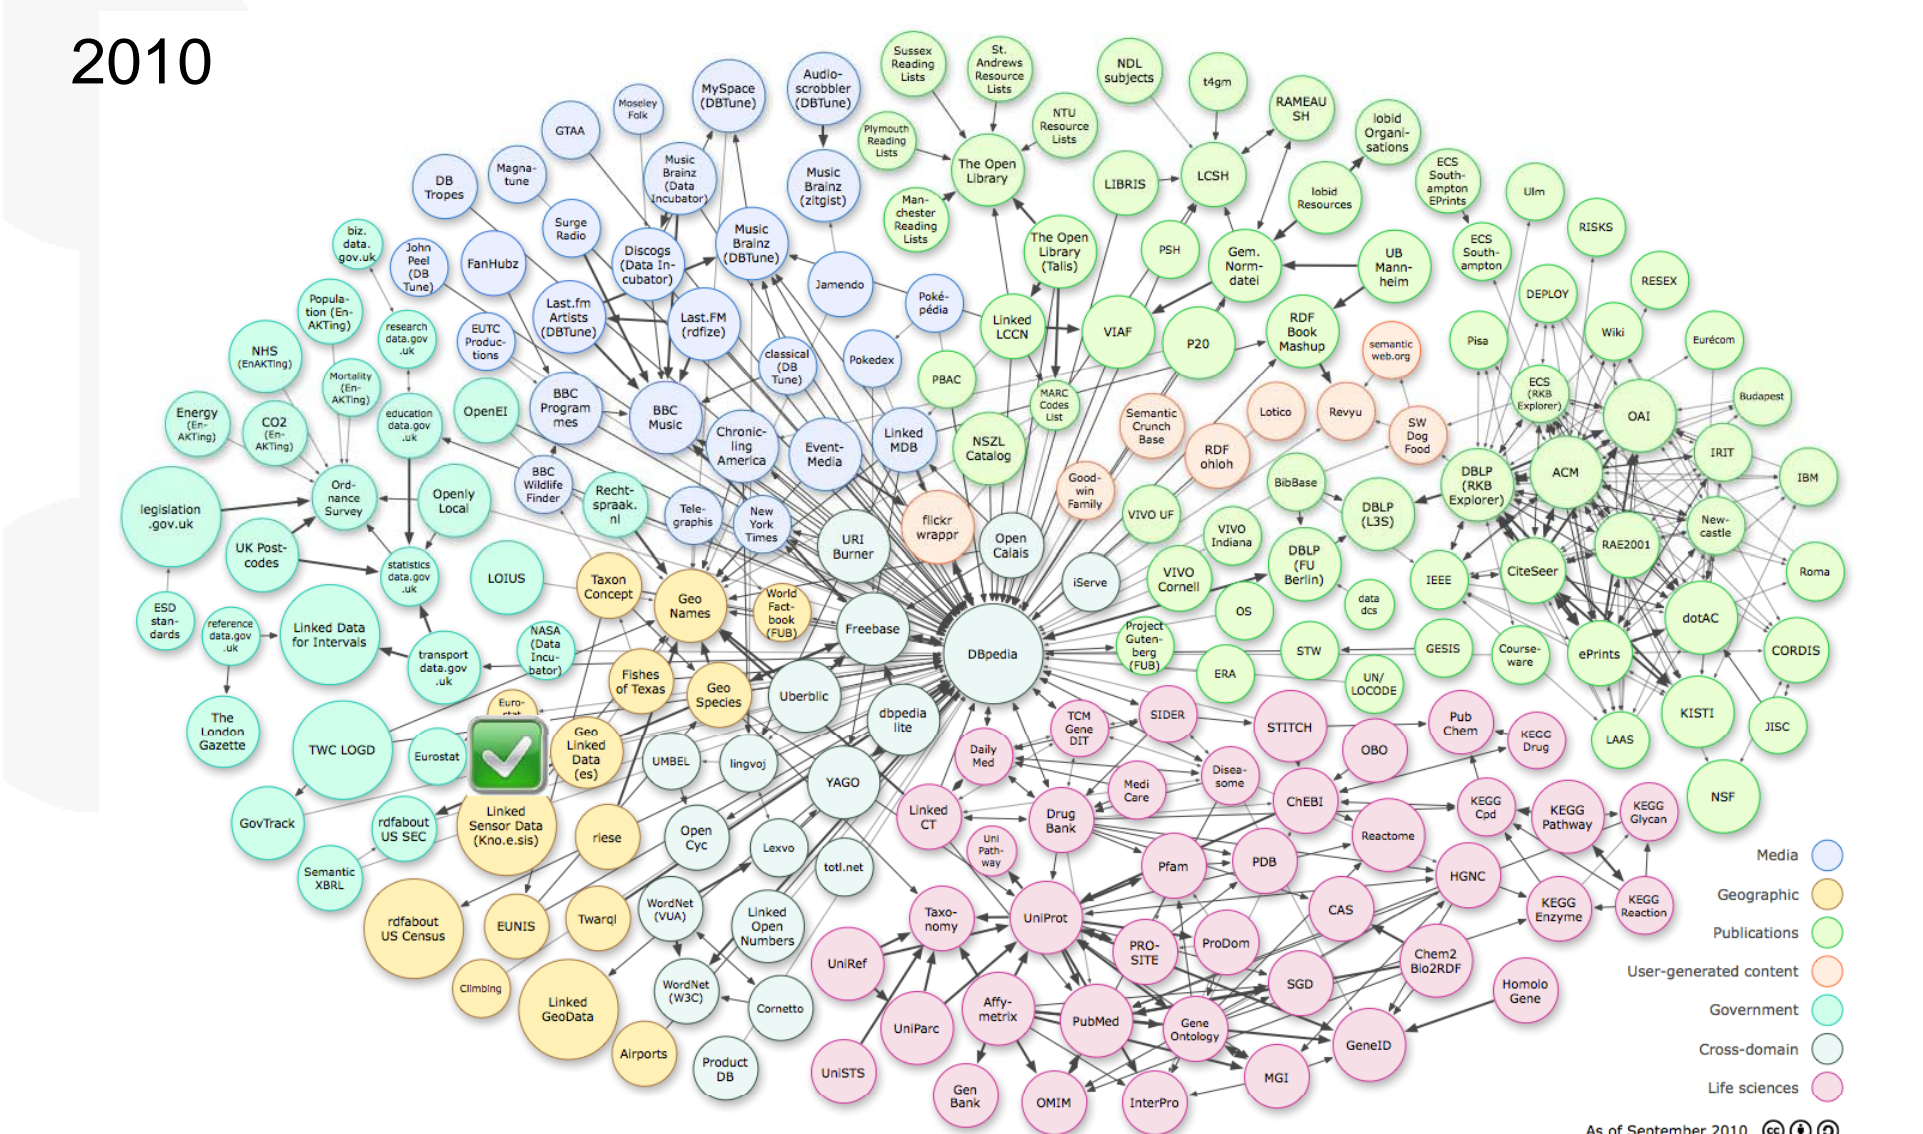 2010
Audio-
scrobbler
(DBTune)
MySpace
(DBTune)
Moseley
Folk
GTAA
Magna-
tune
DB
Tropes
Music
Brainz
(Data
Incubator)
Music
Brainz
(zitgist)
Surge
Radio
Discogs
(Data In-
cubator)
Music
Brainz
(DBTune)
biz.
data.
gov.uk
John
Peel
(DB
Tune)
FanHubz
Jamendo
Poké-
pédia
Popula-
tion (En-
AKTing)
Last.fm
Artists
(DBTune)
Last.FM
(rdfize)
research
data.gov
.uk
EUTC
Produc-
tions
NHS
(EnAKTing)
classical
(DB
Tune)
Pokedex
Mortality
(En-
AKTing)
Energy
(En-
AKTing)
CO2
(En-
AKTing)
education
data.gov
.uk
OpenEI
BBC
Program
mes
BBC
Music
Chronic-
ling
America
Event-
Media
Linked
MDB
BBC
Wildlife
Finder
legislation
.gov.uk
Ord-
nance
Survey
Openly
Local
Recht-
spraak.
nl
Tele-
graphis
New
York
Times
URI
Burner
flickr
wrappr
Open
Calais
UK Post-
codes
statistics
data.gov
.uk
LOIUS
Taxon
Concept
Geo
Names
World
Fact-
book
(FUB)
Freebase
iServe
DBpedia
ESD
stan-
dards
reference
data.gov
.uk
Linked Data
for Intervals
transport
data.gov
.uk
NASA
(Data
Incu-
bator)
Fishes
of Texas
Geo
Species
Uberblic
dbpedia
lite
The
London
Gazette
TWC LOGD
Eurostat
Euro-
stat
Geo
Linked
Data
(es)
UMBEL
lingvoj
YAGO
GovTrack
rdfabout
US SEC
Linked
Sensor Data
(Kno.e.sis)
riese
Open
Cyc
Lexvo
totl.net
Semantic
XBRL
rdfabout
US Census
EUNIS
Twarql
WordNet
(VUA)
Linked
Open
Numbers
Climbing
Linked
GeoData
WordNet
(W3C)
Cornetto
Airports
Product
DB
Sussex
Reading
Lists
St.
Andrews
Resource
Lists
NDL
subjects
t4gm
RAMEAU
SH
lobid
Organi-
sations
Plymouth
Reading
Lists
NTU
Resource
Lists
The Open
Library
LIBRIS
LCSH
lobid
Resources
ECS
South-
ampton
EPrints
Ulm
Man-
chester
Reading
Lists
The Open
Library
(Talis)
PSH
Gem.
Norm-
datei
UB
Mann-
heim
ECS
South-
ampton
RISKS
RESEX
DEPLOY
Linked
LCCN
VIAF
P20
RDF
Book
Mashup
semantic
web.org
Pisa
Wiki
Eurécom
PBAC
MARC
Codes
List
Semantic
Crunch
Base
Lotico
Revyu
SW
Dog
Food
ECS
(RKB
Explorer)
OAI
Budapest
NSZL
Catalog
RDF
ohloh
Good-
win
Family
BibBase
DBLP
(RKB
Explorer)
ACM
IRIT
IBM
VIVO UF
VIVO
Indiana
DBLP
(L3S)
New-
castle
RAE2001
VIVO
Cornell
DBLP
(FU
Berlin)
IEEE
CiteSeer
Roma
OS
data
dcs
dotAC
Project
Guten-
berg
(FUB)
STW
GESIS
Course-
ware
ePrints
CORDIS
ERA
UN/
LOCODE
KISTI
JISC
LAAS
NSF
TCM
Gene
DIT
SIDER
STITCH
Pub
Chem
KEGG
Drug
Daily
Med
OBO
Medi
Care
Disea-
some
ChEBI
Linked
CT
Drug
Bank
KEGG
Cpd
KEGG
Pathway
KEGG
Glycan
Reactome
Uni
Path-
way
Pfam
PDB
HGNC
Taxo-
nomy
UniProt
CAS
KEGG
Enzyme
KEGG
Reaction
PRO-
SITE
ProDom
UniRef
Chem2
Bio2RDF
SGD
Homolo
Gene
Affy-
metrix
UniParc
PubMed
Gene
Ontology
GeneID
UniSTS
Gen
Bank
OMIM
InterPro
MGI
Media
Geographic
Publications
User-generated content
Government
Cross-domain
Life sciences
As of September 2010